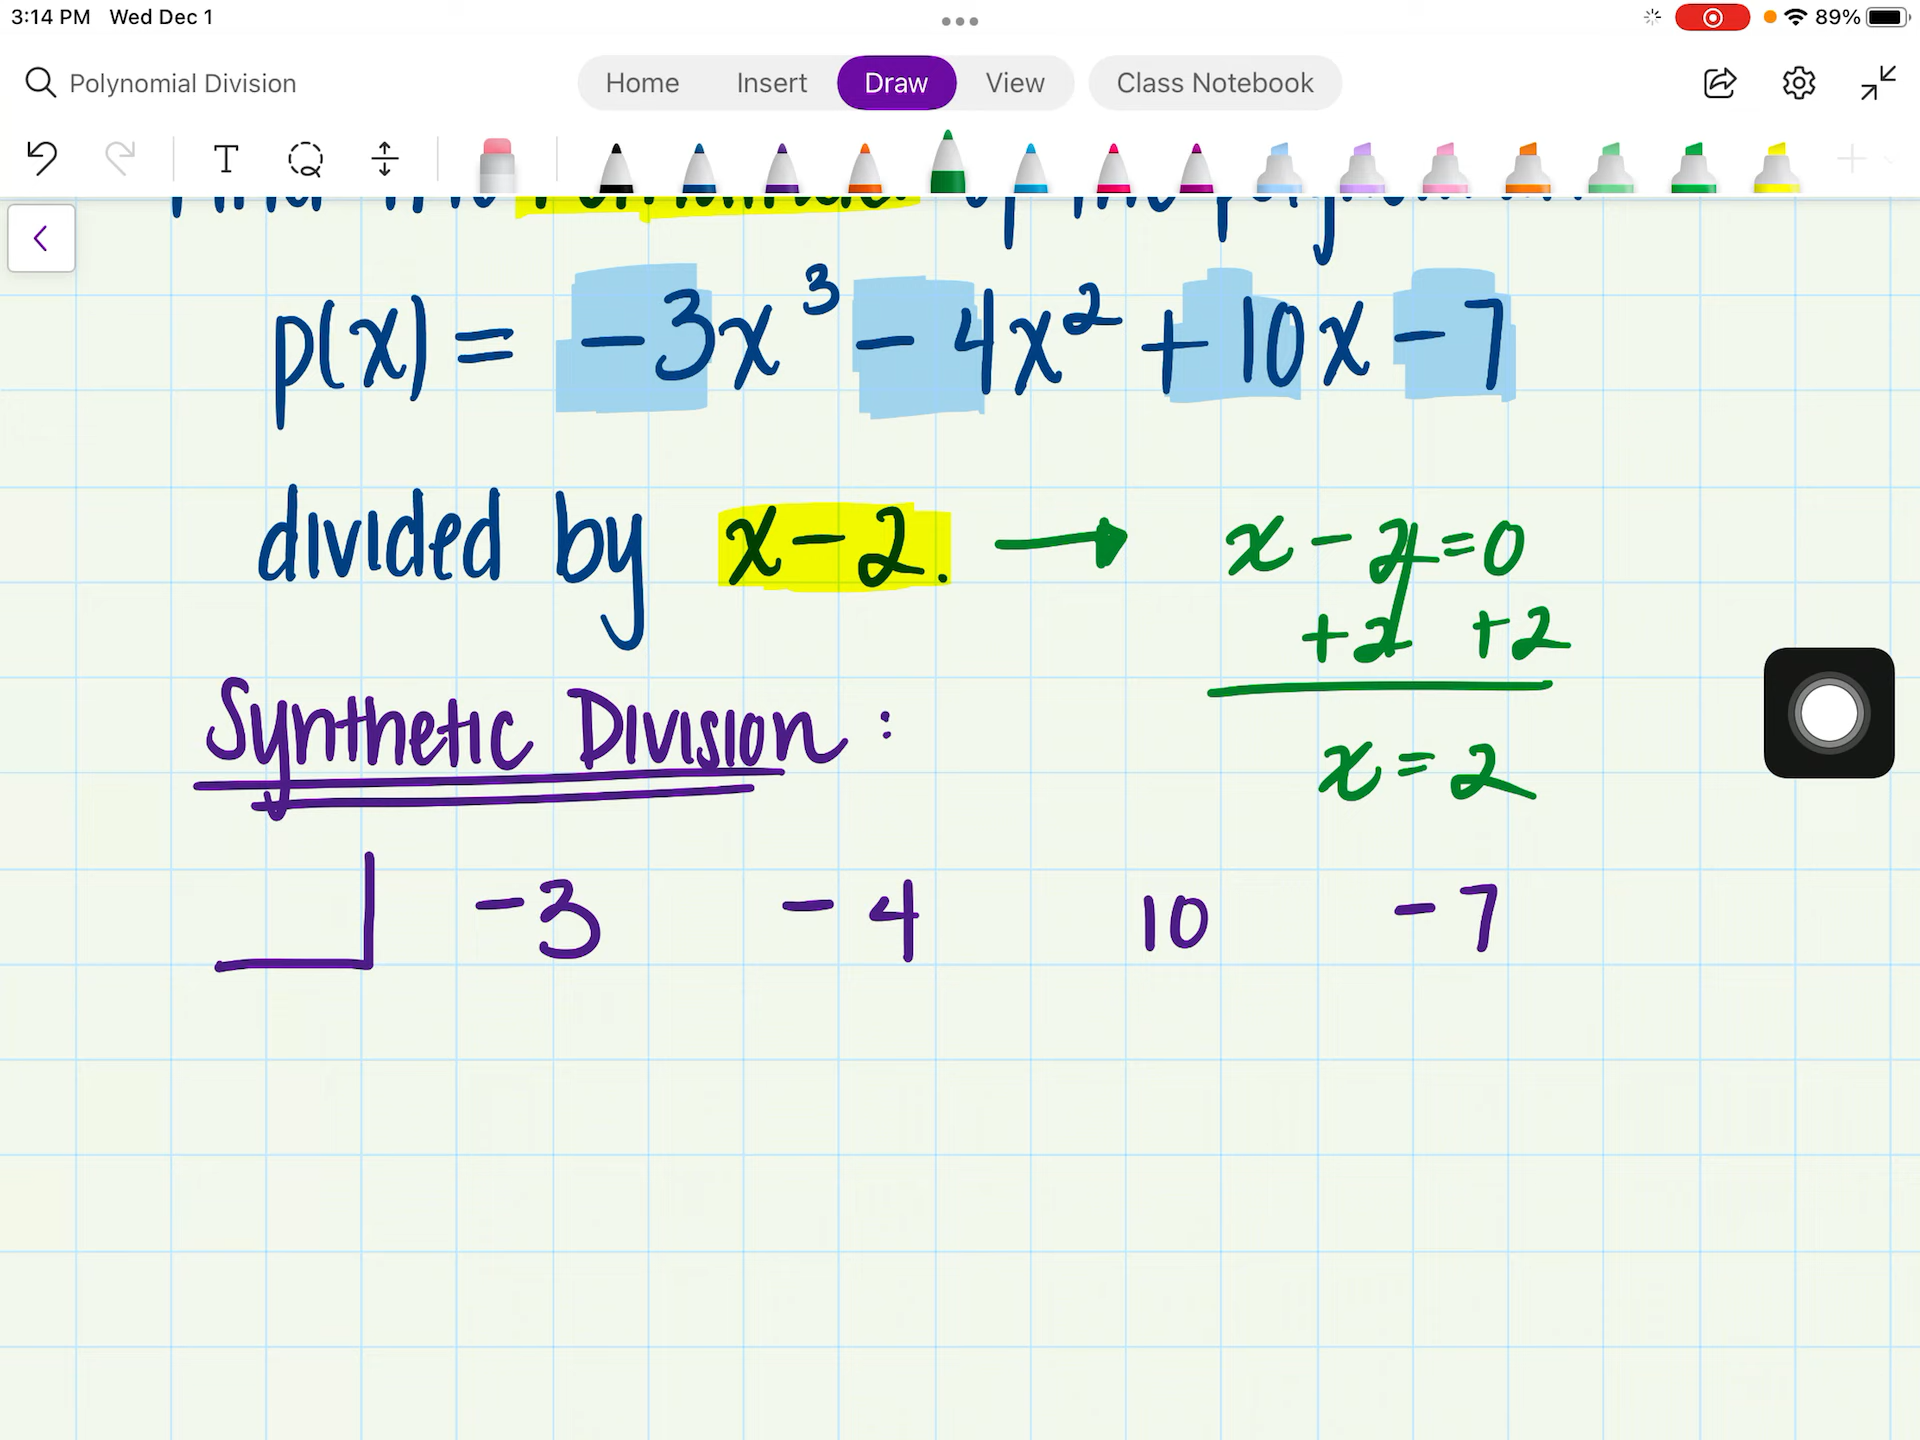 3:14 PM Wed Dec 1
89%
Polynomial Division
Home Insert Draw View Class Notebook
T
p(x) = -3x³ - 4x² + 10x - 7
divided by x - 2. → x - 2 = 0
+2 +2
Synthetic Division:
x = 2
-3 -4 10 -7